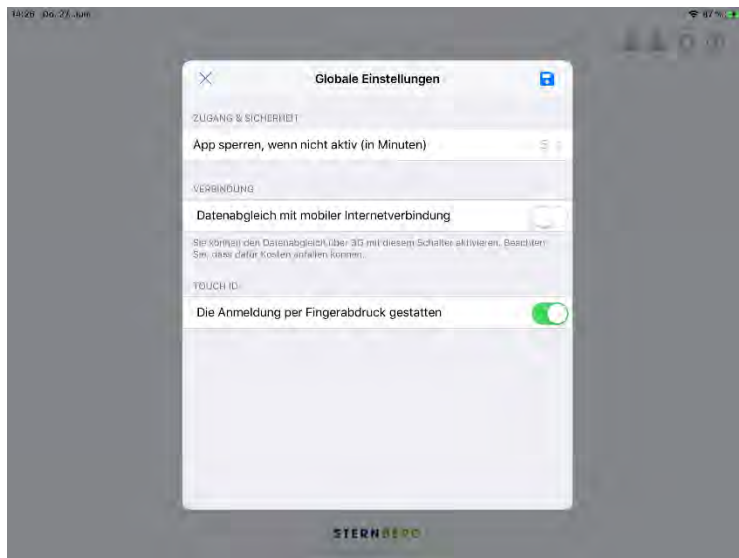 14:26 Do. 27. Juni
87 %
Globale Einstellungen
ZUGANG & SICHERHEIT
App sperren, wenn nicht aktiv (in Minuten)
VERBINDUNG
Datenabgleich mit mobiler Internetverbindung
Sie können den Datenabgleich über 3G mit diesem Schalter aktivieren. Beachten
Sie, dass dafür Kosten anfallen können.
TOUCH ID
Die Anmeldung per Fingerabdruck gestatten
STERNBERG